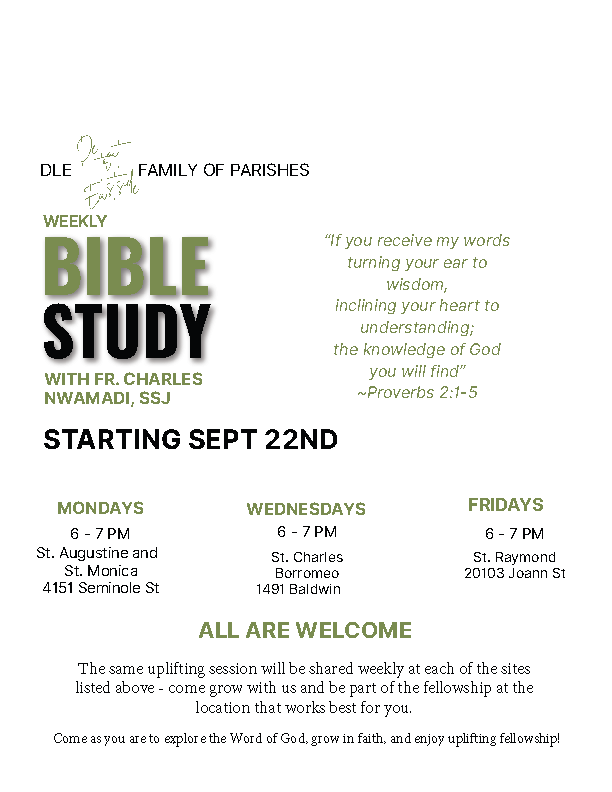 DLE
Detroit's
Eastside
FAMILY OF PARISHES
WEEKLY
BIBLE
STUDY
WITH FR. CHARLES
NWAMADI, SSJ
"If you receive my words
turning your ear to
wisdom,
inclining your heart to
understanding;
the knowledge of God
you will find"
~Proverbs 2:1-5
STARTING SEPT 22ND
MONDAYS
6 - 7 PM
St. Augustine and
St. Monica
4151 Seminole St
WEDNESDAYS
6 - 7 PM
St. Charles
Borromeo
1491 Baldwin
FRIDAYS
6 - 7 PM
St. Raymond
20103 Joann St
ALL ARE WELCOME
The same uplifting session will be shared weekly at each of the sites
listed above - come grow with us and be part of the fellowship at the
location that works best for you.
Come as you are to explore the Word of God, grow in faith, and enjoy uplifting fellowship!